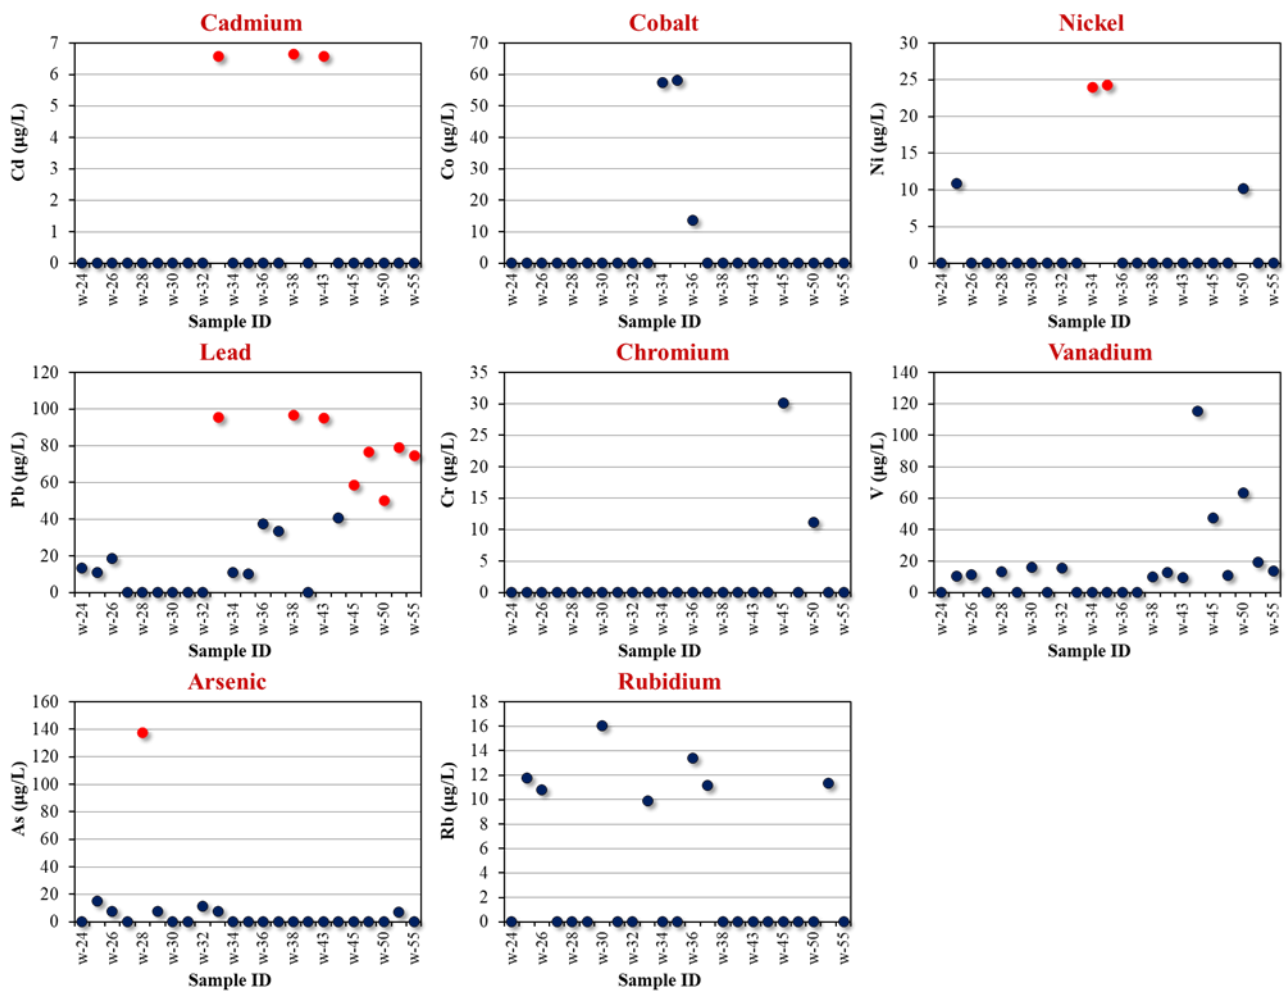 Cadmium
Cd (µg/L)
7
6
5
4
3
2
1
0
w-24
w-26
w-28
w-30
w-32
w-34
w-36
w-38
w-43
w-45
w-50
w-55
Sample ID
Cobalt
Co (µg/L)
70
60
50
40
30
20
10
0
w-24
w-26
w-28
w-30
w-32
w-34
w-36
w-38
w-43
w-45
w-50
w-55
Sample ID
Nickel
Ni (µg/L)
30
25
20
15
10
5
0
w-24
w-26
w-28
w-30
w-32
w-34
w-36
w-38
w-43
w-45
w-50
w-55
Sample ID
Lead
Pb (µg/L)
120
100
80
60
40
20
0
w-24
w-26
w-28
w-30
w-32
w-34
w-36
w-38
w-43
w-45
w-50
w-55
Sample ID
Chromium
Cr (µg/L)
35
30
25
20
15
10
5
0
w-24
w-26
w-28
w-30
w-32
w-34
w-36
w-38
w-43
w-45
w-50
w-55
Sample ID
Vanadium
V (µg/L)
140
120
100
80
60
40
20
0
w-24
w-26
w-28
w-30
w-32
w-34
w-36
w-38
w-43
w-45
w-50
w-55
Sample ID
Arsenic
As (µg/L)
160
140
120
100
80
60
40
20
0
w-24
w-26
w-28
w-30
w-32
w-34
w-36
w-38
w-43
w-45
w-50
w-55
Sample ID
Rubidium
Rb (µg/L)
18
16
14
12
10
8
6
4
2
0
w-24
w-26
w-28
w-30
w-32
w-34
w-36
w-38
w-43
w-45
w-50
w-55
Sample ID